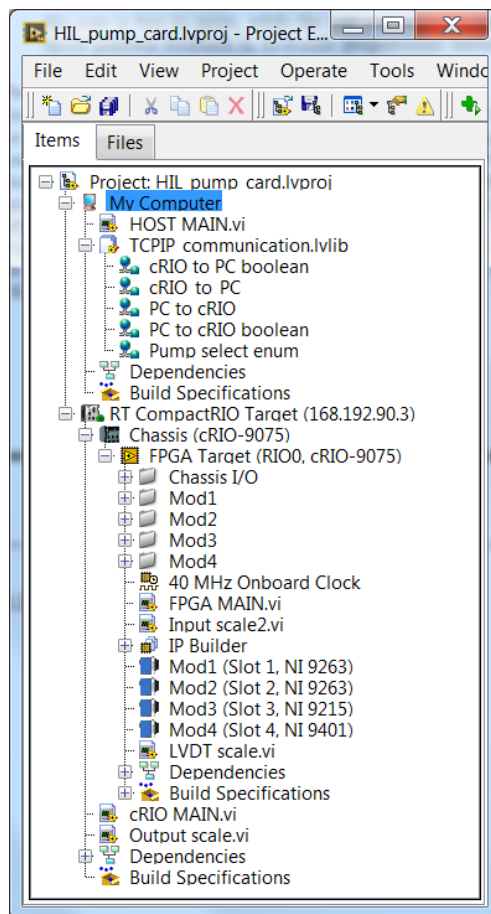 HIL_pump_card.lvproj - Project E...
File Edit View Project Operate Tools Windo
Items Files
Project: HIL_pump_card.lvproj
My Computer
HOST MAIN.vi
TCPIP_communication.lvlib
cRIO to PC boolean
cRIO_to_PC
PC to cRIO
PC to cRIO boolean
Pump select enum
Dependencies
Build Specifications
RT CompactRIO Target (168.192.90.3)
Chassis (cRIO-9075)
FPGA Target (RIO0, cRIO-9075)
Chassis I/O
Mod1
Mod2
Mod3
Mod4
40 MHz Onboard Clock
FPGA MAIN.vi
Input scale2.vi
IP Builder
Mod1 (Slot 1, NI 9263)
Mod2 (Slot 2, NI 9263)
Mod3 (Slot 3, NI 9215)
Mod4 (Slot 4, NI 9401)
LVDT scale.vi
Dependencies
Build Specifications
cRIO MAIN.vi
Output scale.vi
Dependencies
Build Specifications